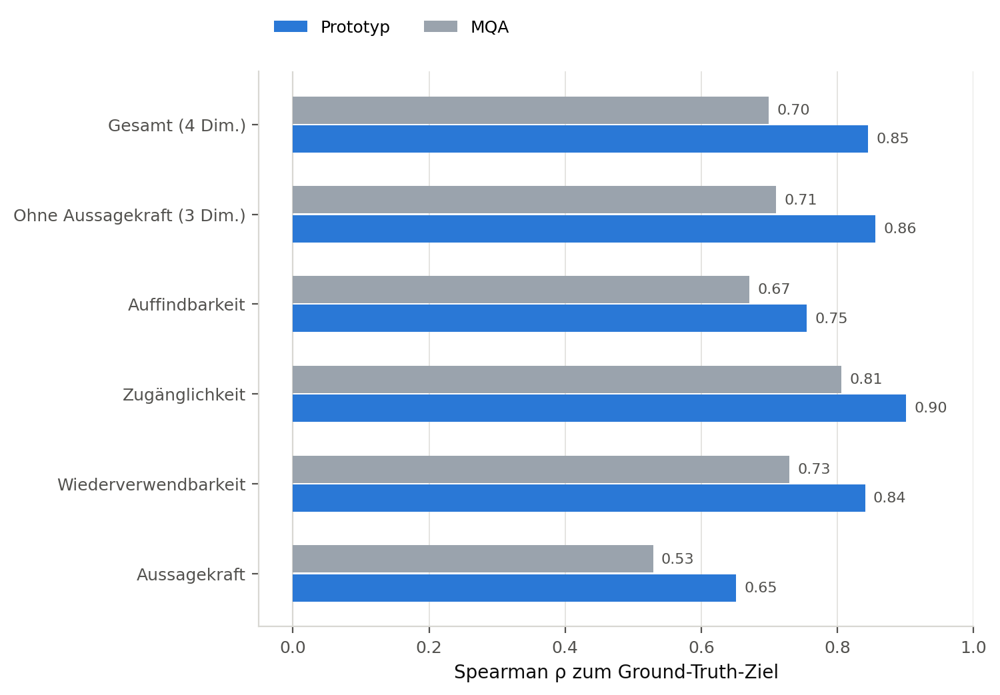 Prototyp MQA
Gesamt (4 Dim.) 0.70
0.85
Ohne Aussagekraft (3 Dim.) 0.71
0.86
Auffindbarkeit 0.67
0.75
Zugänglichkeit 0.81
0.90
Wiederverwendbarkeit 0.73
0.84
Aussagekraft 0.53
0.65
0.0 0.2 0.4 0.6 0.8 1.0
Spearman ρ zum Ground-Truth-Ziel